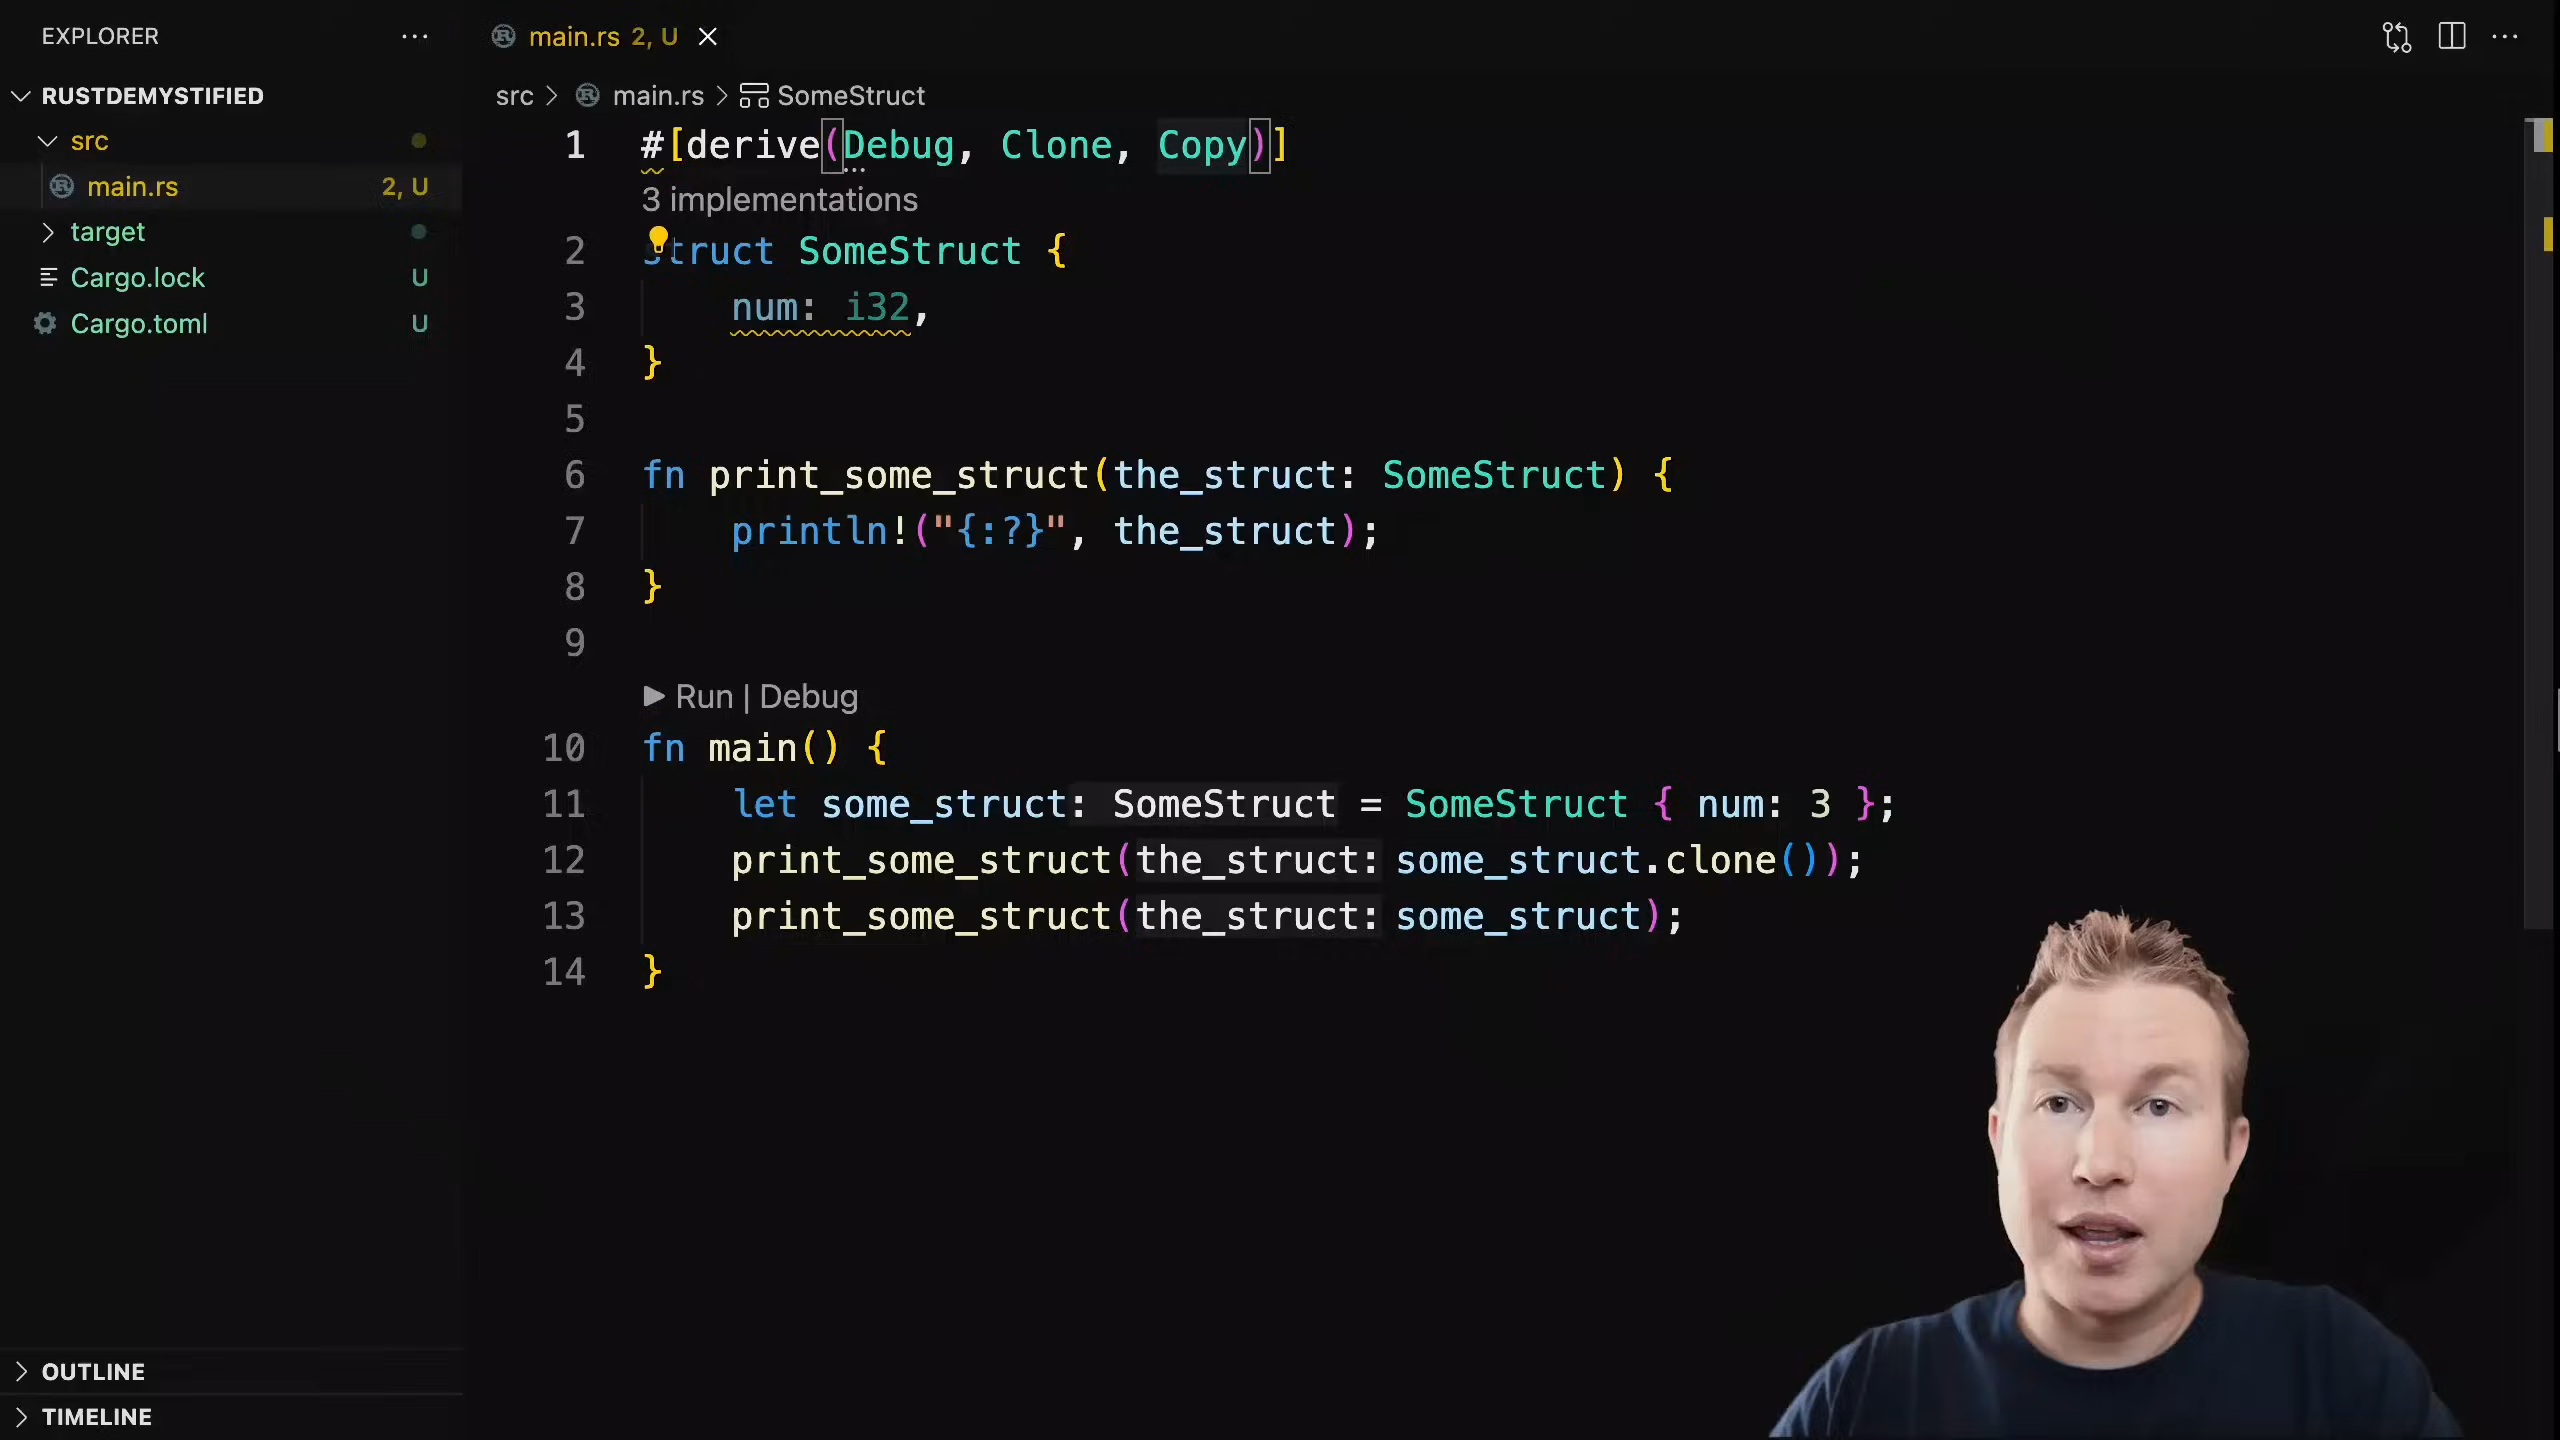 EXPLORER
RUSTDEMYSTIFIED
src
main.rs 2, U
target
Cargo.lock U
Cargo.toml U
OUTLINE
TIMELINE
main.rs 2, U
src > main.rs > SomeStruct
1 #[derive(Debug, Clone, Copy)]
3 implementations
2 struct SomeStruct {
3 num: i32,
4 }
5
6 fn print_some_struct(the_struct: SomeStruct) {
7 println!("{:?}", the_struct);
8 }
9
Run | Debug
10 fn main() {
11 let some_struct: SomeStruct = SomeStruct { num: 3 };
12 print_some_struct(the_struct: some_struct.clone());
13 print_some_struct(the_struct: some_struct);
14 }